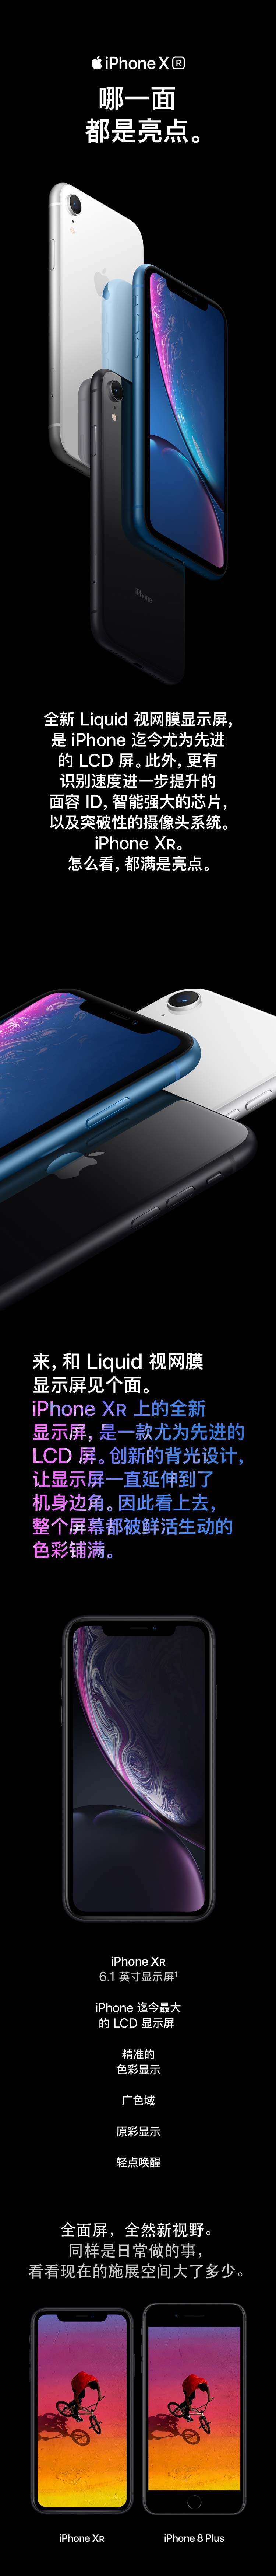 iPhone XR
哪一面
都是亮点。
iPhone
全新 Liquid 视网膜显示屏，
是 iPhone 迄今尤为先进
的 LCD 屏。此外，更有
识别速度进一步提升的
面容 ID，智能强大的芯片，
以及突破性的摄像头系统。
iPhone XR。
怎么看，都满是亮点。
来，和 Liquid 视网膜
显示屏见个面。
iPhone XR 上的全新
显示屏，是一款尤为先进的
LCD 屏。创新的背光设计，
让显示屏一直延伸到了
机身边角。因此看上去，
整个屏幕都被鲜活生动的
色彩铺满。
iPhone XR
6.1 英寸显示屏¹
iPhone 迄今最大
的 LCD 显示屏
精准的
色彩显示
广色域
原彩显示
轻点唤醒
全面屏，全然新视野。
同样是日常做的事，
看看现在的施展空间大了多少。
iPhone XR
iPhone 8 Plus